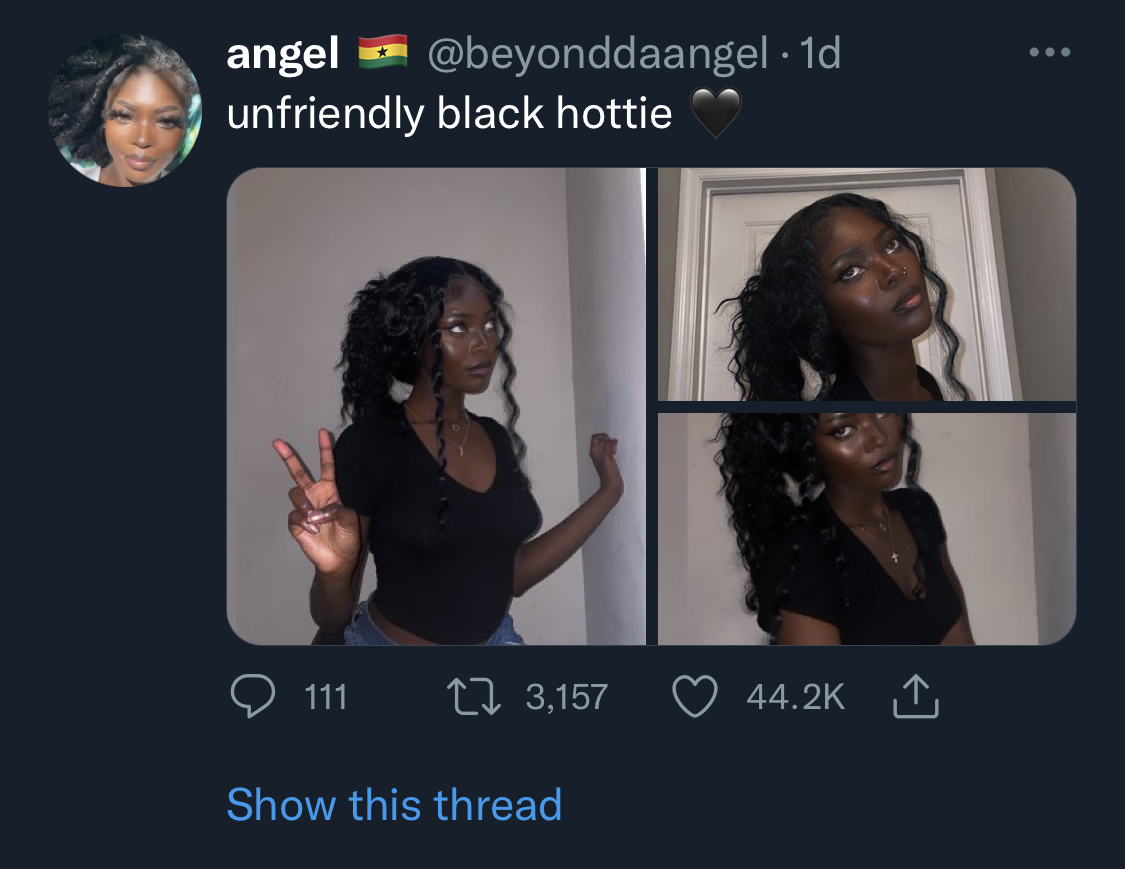 angel 🇬🇭 @beyonddaangel · 1d
unfriendly black hottie 🖤
111 3,157 44.2K
Show this thread